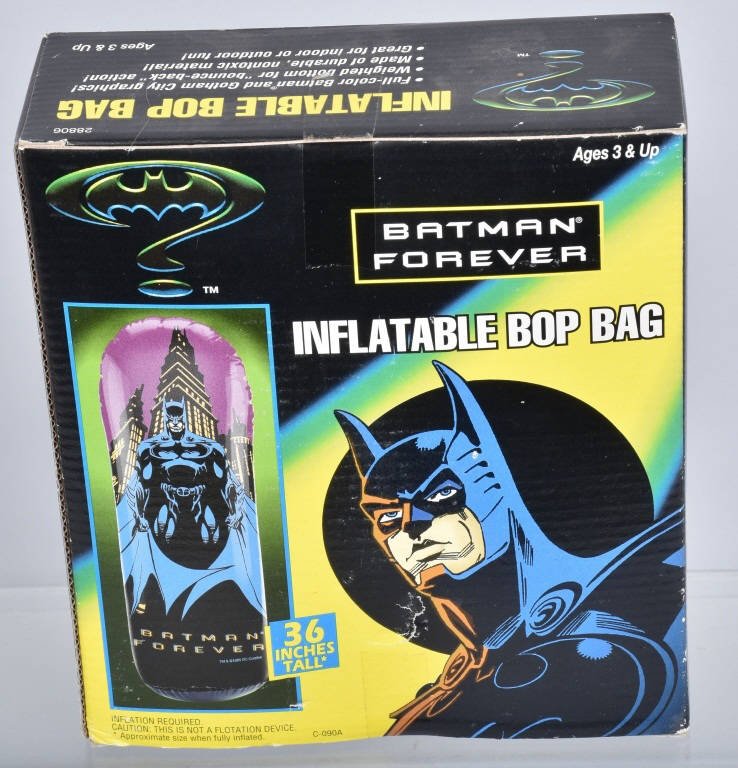 28806
INFLATABLE BOP BAG
• Full-color Batman® and Gotham City graphics!
• Weighted bottom for "bounce-back" action!
• Made of durable, nontoxic material!
• Great for indoor or outdoor fun!
Ages 3 & Up
TM
Ages 3 & Up
BATMAN®
FOREVER
TM
INFLATABLE BOP BAG
BATMAN
FOREVER
36
INCHES
TALL*
INFLATION REQUIRED.
CAUTION: THIS IS NOT A FLOTATION DEVICE.
* Approximate size when fully inflated.
C-090A